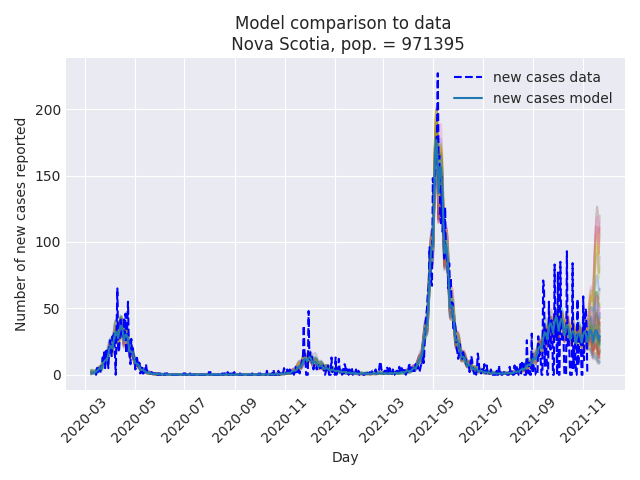 Model comparison to data
Nova Scotia, pop. = 971395
new cases data
new cases model
Number of new cases reported
200
150
100
50
0
2020-03
2020-05
2020-07
2020-09
2020-11
2021-01
2021-03
2021-05
2021-07
2021-09
2021-11
Day